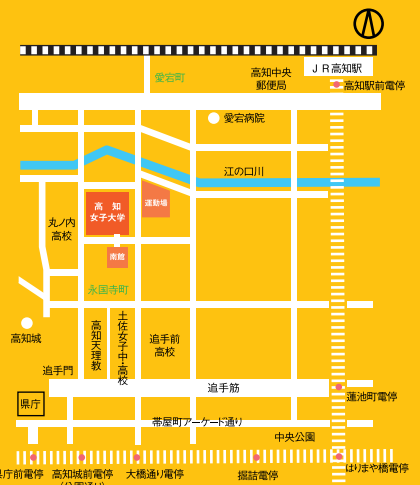 ＪＲ高知駅
愛宕町
高知中央
郵便局
高知駅前電停
愛宕病院
江の口川
高　知
女子大学
運動場
丸ノ内
高校
南館
永国寺町
高知城
高知天理教
土佐女子中・高校
追手前
高校
追手門
追手筋
蓮池町電停
県庁
帯屋町アーケード通り
中央公園
はりまや橋電停
県庁前電停
高知城前電停
大橋通り電停
掘詰電停